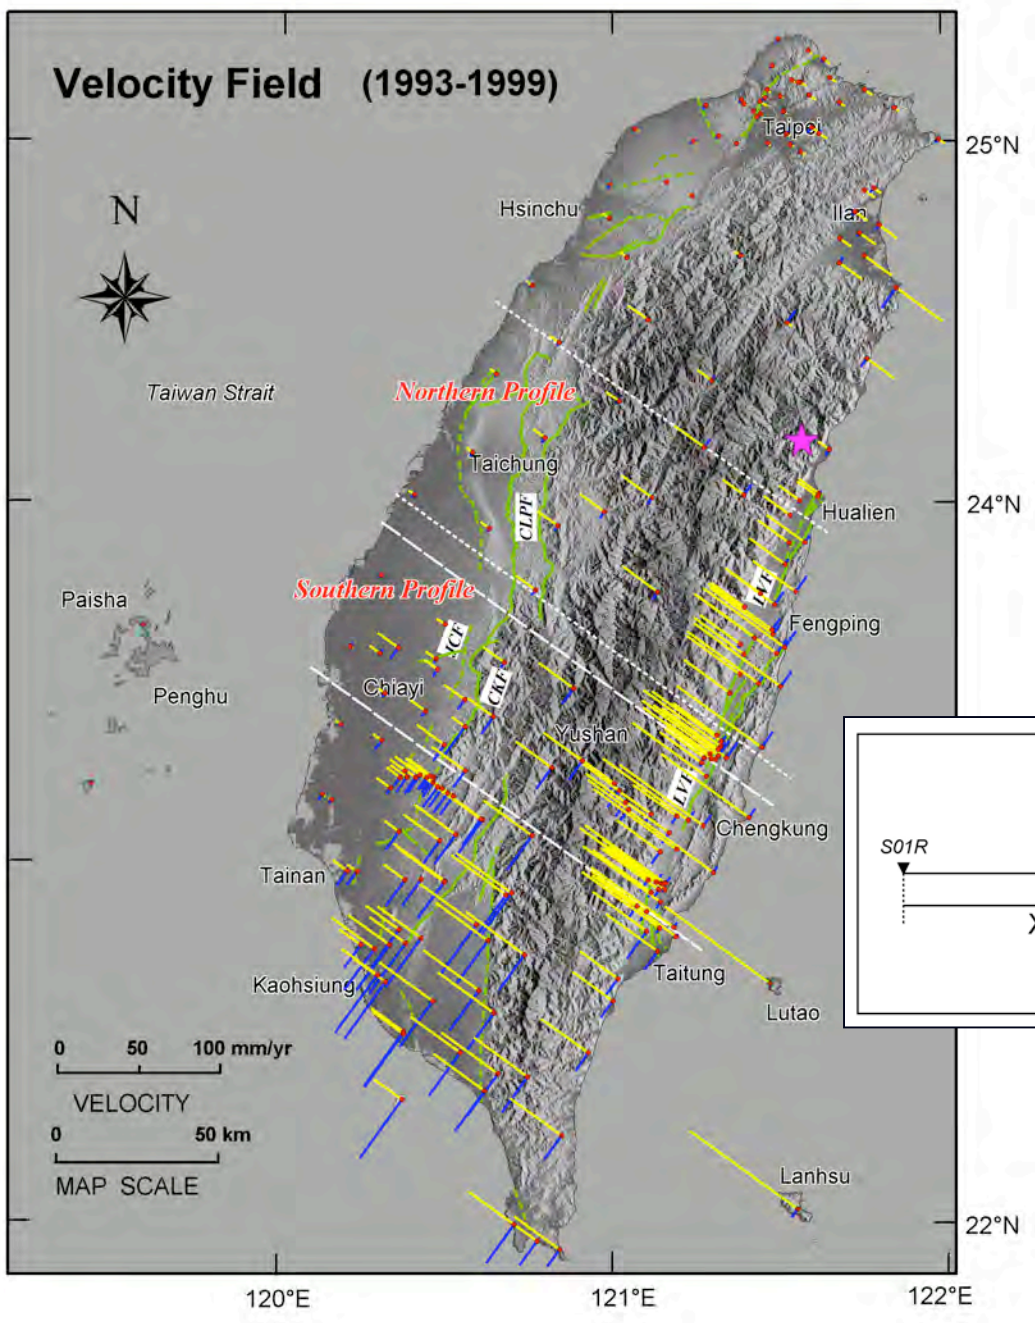 Velocity Field (1993-1999)
N
Taipei
25°N
Hsinchu
Ilan
Taiwan Strait
Northern Profile
Taichung
CLPF
Hualien
24°N
Southern Profile
LVF
Paisha
Fengping
Penghu
Chiayi
CKF
Yushan
LVF
Chengkung
S01R
Tainan
Taitung
Kaohsiung
Lutao
0 50 100 mm/yr
VELOCITY
0 50 km
MAP SCALE
Lanhsu
22°N
120°E 121°E 122°E